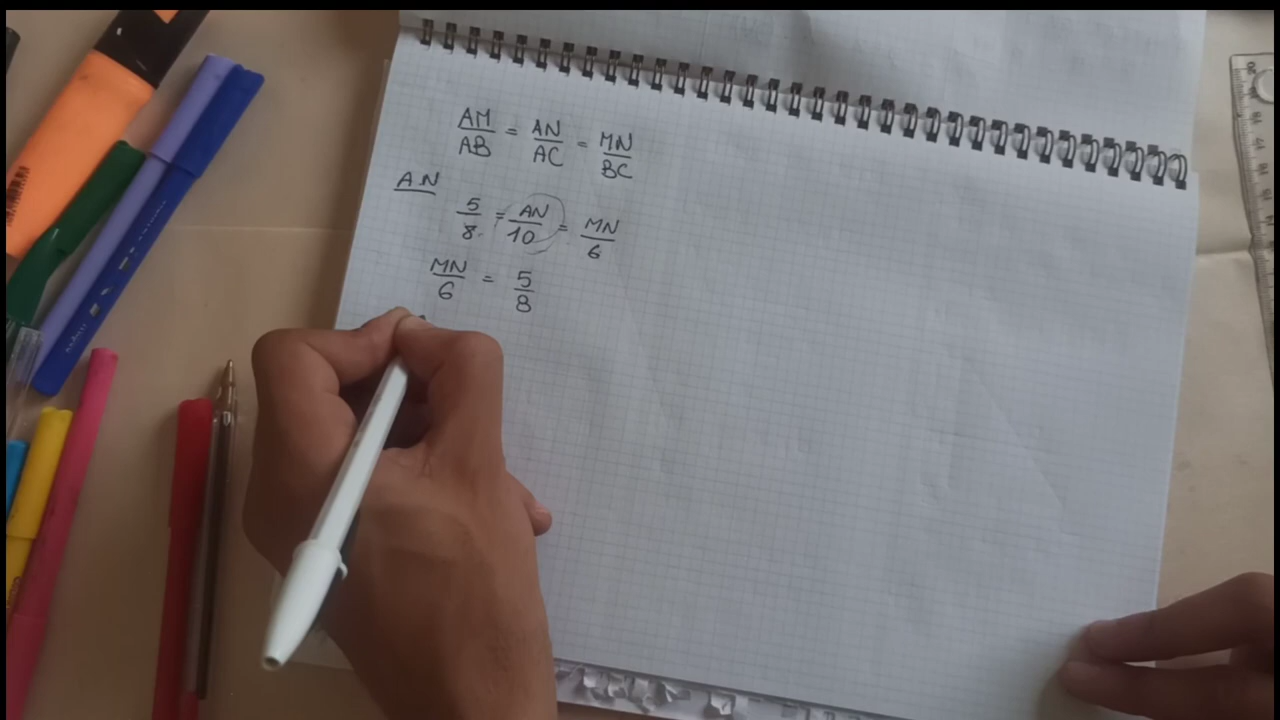 AM/AB = AN/AC = MN/BC
AN
5/8 = AN/10 = MN/6
MN/6 = 5/8